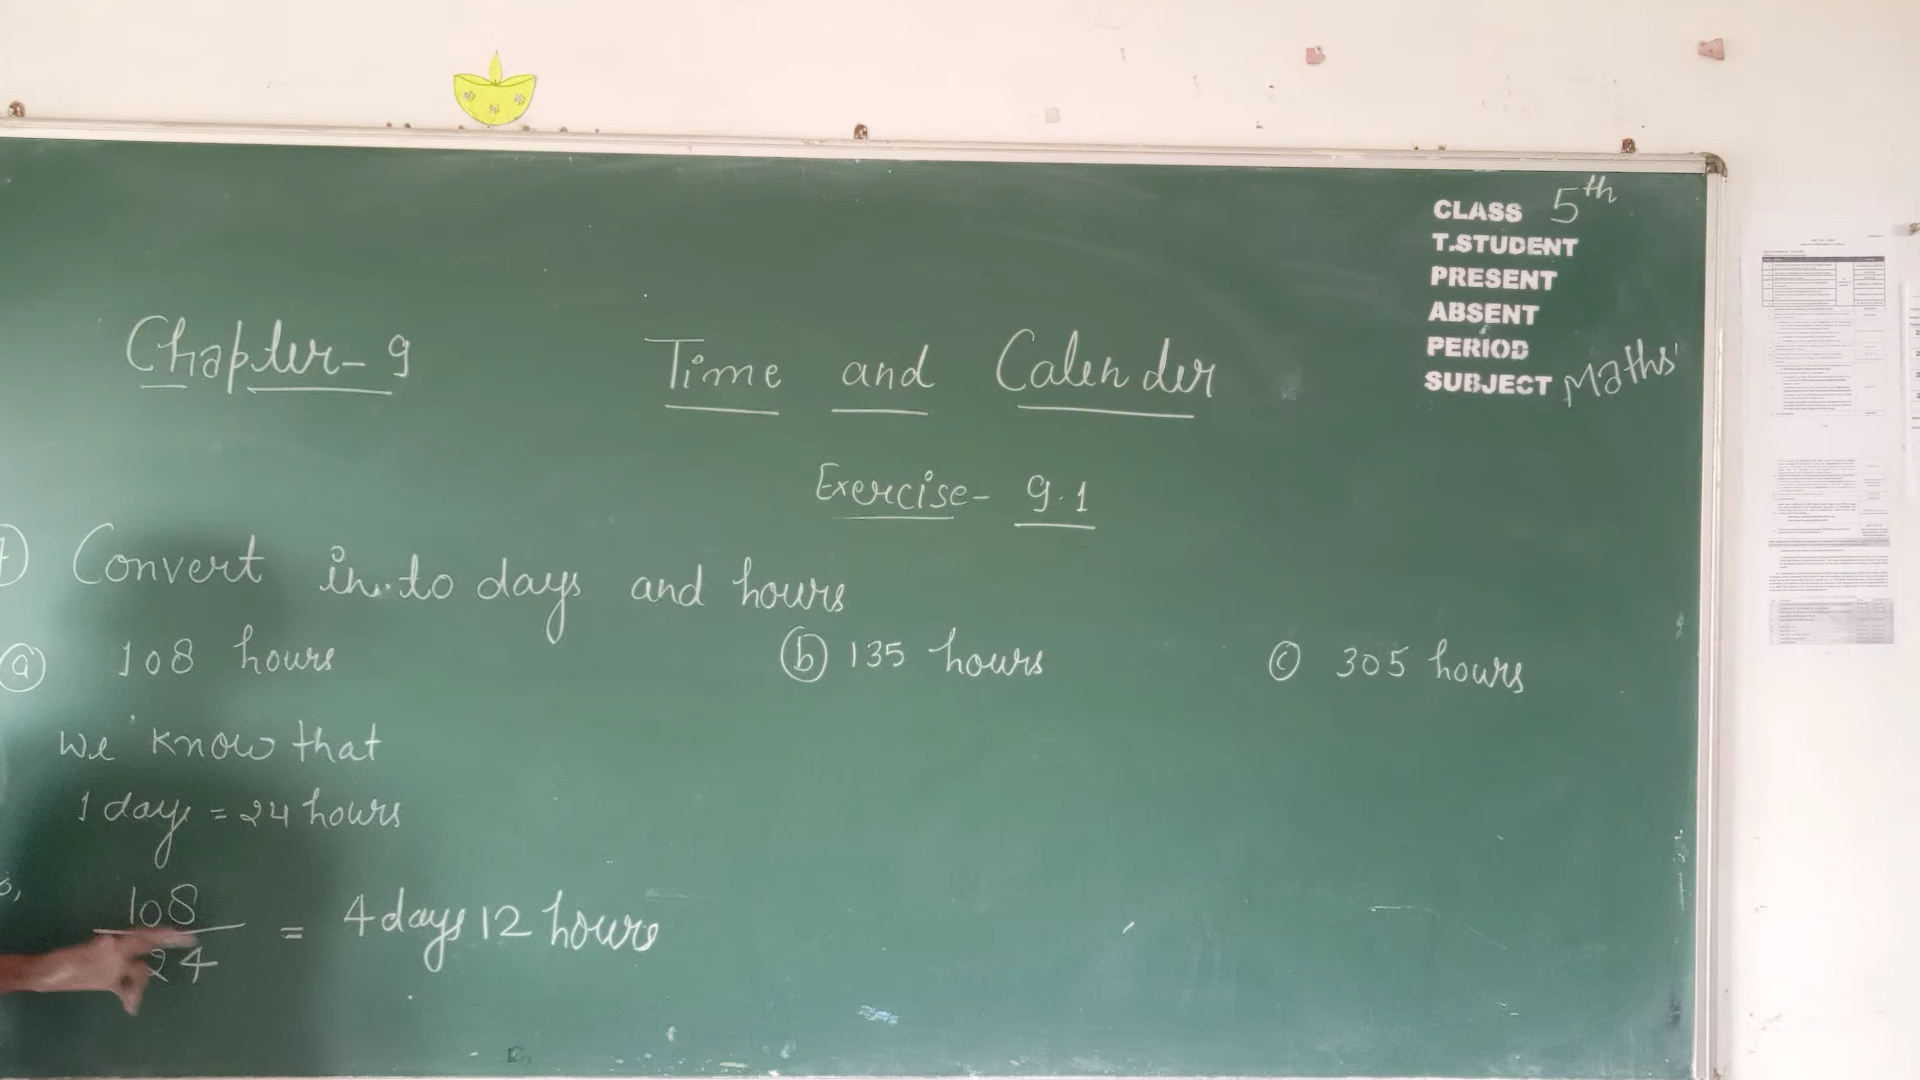 CLASS 5th
T.STUDENT
PRESENT
ABSENT
PERIOD
SUBJECT Maths
Chapter-9 Time and Calender
Exercise- 9.1
Convert in to days and hours
(a) 108 hours (b) 135 hours (c) 305 hours
We know that
1 day = 24 hours
108
24 = 4 days 12 hours